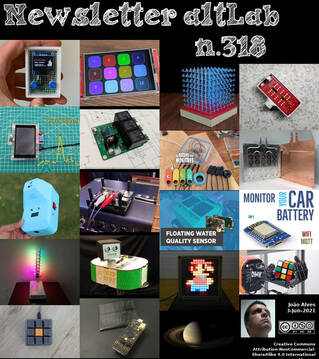 Newsletter altLab
n.318
MONITOR YOUR CAR
BATTERY
WIFI
MQTT
FLOATING WATER
QUALITY SENSOR
João Alves
3-Jun-2021
Creative Commons
Attribution-NonCommercial-
ShareAlike 4.0 International